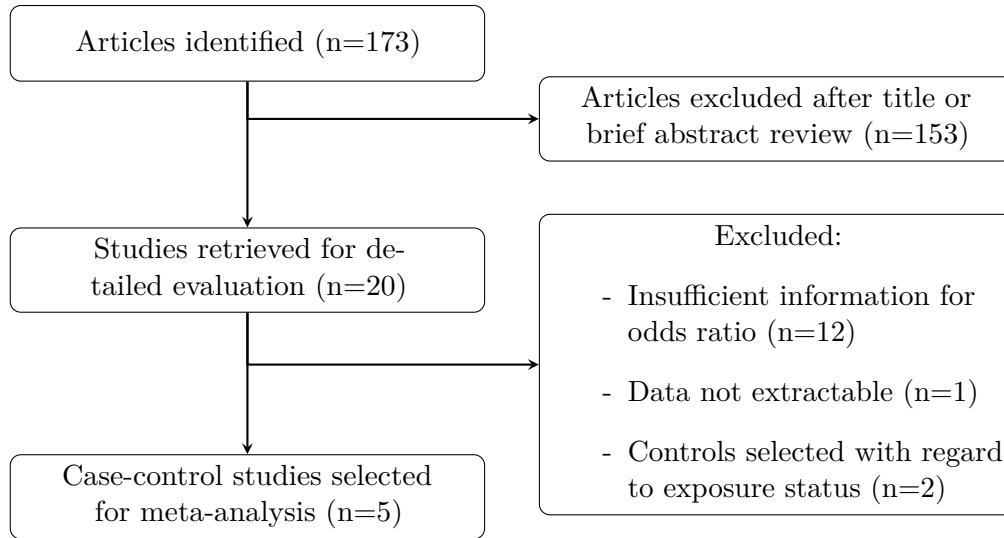 Articles identified (n=173)
Articles excluded after title or
brief abstract review (n=153)
Studies retrieved for de-
tailed evaluation (n=20)
Excluded:
- Insufficient information for
odds ratio (n=12)
- Data not extractable (n=1)
- Controls selected with regard
to exposure status (n=2)
Case-control studies selected
for meta-analysis (n=5)